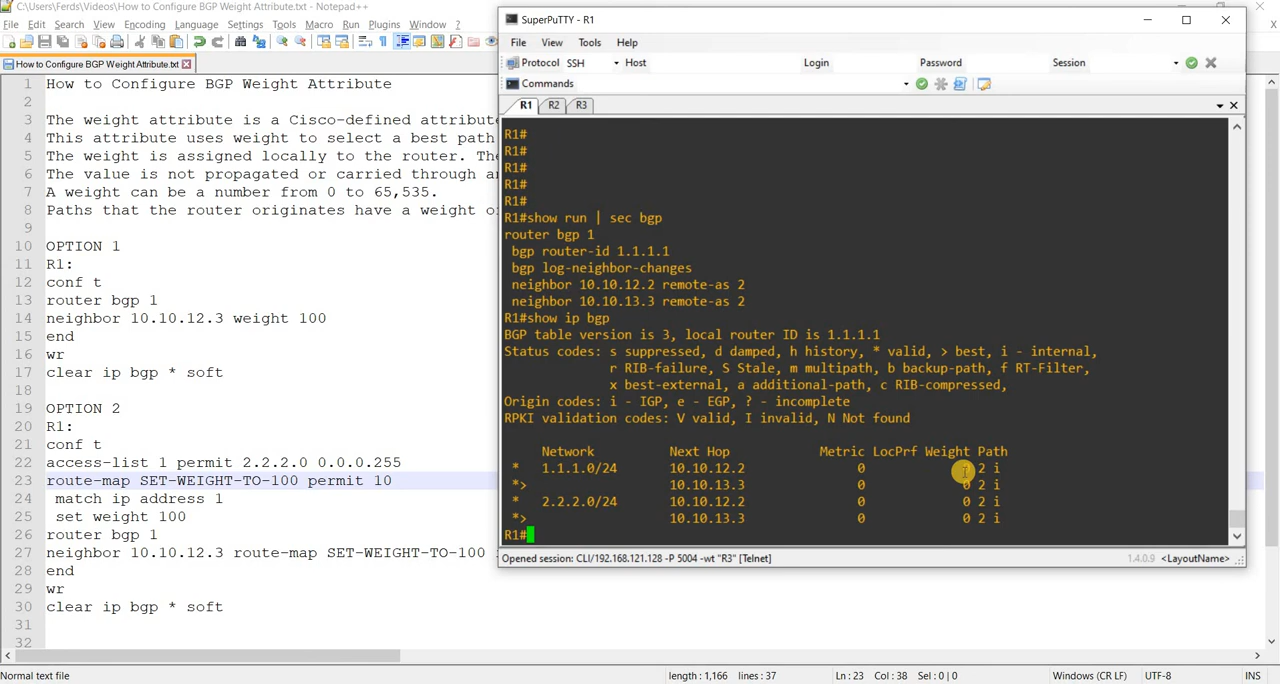 C:\Users\Ferds\Videos\How to Configure BGP Weight Attribute.txt - Notepad++
File Edit Search View Encoding Language Settings Tools Macro Run Plugins Window ?
How to Configure BGP Weight Attribute.txt
1 How to Configure BGP Weight Attribute
2
3 The weight attribute is a Cisco-defined attribute
4 This attribute uses weight to select a best path
5 The weight is assigned locally to the router. The
6 The value is not propagated or carried through an
7 A weight can be a number from 0 to 65,535.
8 Paths that the router originates have a weight o
9
10 OPTION 1
11 R1:
12 conf t
13 router bgp 1
14 neighbor 10.10.12.3 weight 100
15 end
16 wr
17 clear ip bgp * soft
18
19 OPTION 2
20 R1:
21 conf t
22 access-list 1 permit 2.2.2.0 0.0.0.255
23 route-map SET-WEIGHT-TO-100 permit 10
24 match ip address 1
25 set weight 100
26 router bgp 1
27 neighbor 10.10.12.3 route-map SET-WEIGHT-TO-100
28 end
29 wr
30 clear ip bgp * soft
31
32
Normal text file length : 1,166 lines : 37 Ln : 23 Col : 38 Sel : 0 | 0 Windows (CR LF) UTF-8 INS
SuperPuTTY - R1
File View Tools Help
Protocol SSH Host Login Password Session
Commands
R1 R2 R3
R1#
R1#
R1#
R1#
R1#
R1#show run | sec bgp
router bgp 1
bgp router-id 1.1.1.1
bgp log-neighbor-changes
neighbor 10.10.12.2 remote-as 2
neighbor 10.10.13.3 remote-as 2
R1#show ip bgp
BGP table version is 3, local router ID is 1.1.1.1
Status codes: s suppressed, d damped, h history, * valid, > best, i - internal,
r RIB-failure, S Stale, m multipath, b backup-path, f RT-Filter,
x best-external, a additional-path, c RIB-compressed,
Origin codes: i - IGP, e - EGP, ? - incomplete
RPKI validation codes: V valid, I invalid, N Not found
Network Next Hop Metric LocPrf Weight Path
* 1.1.1.0/24 10.10.12.2 0 0 2 i
*> 10.10.13.3 0 0 2 i
* 2.2.2.0/24 10.10.12.2 0 0 2 i
*> 10.10.13.3 0 0 2 i
R1#
Opened session: CLI/192.168.121.128 -P 5004 -wt "R3" [Telnet] 1.4.0.9 <LayoutName>